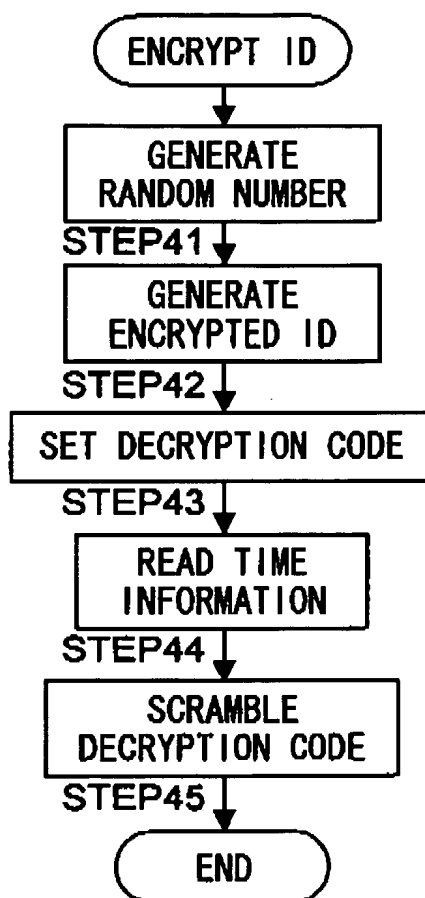 ENCRYPT ID
GENERATE
RANDOM NUMBER
STEP41
GENERATE
ENCRYPTED ID
STEP42
SET DECRYPTION CODE
STEP43
READ TIME
INFORMATION
STEP44
SCRAMBLE
DECRYPTION CODE
STEP45
END